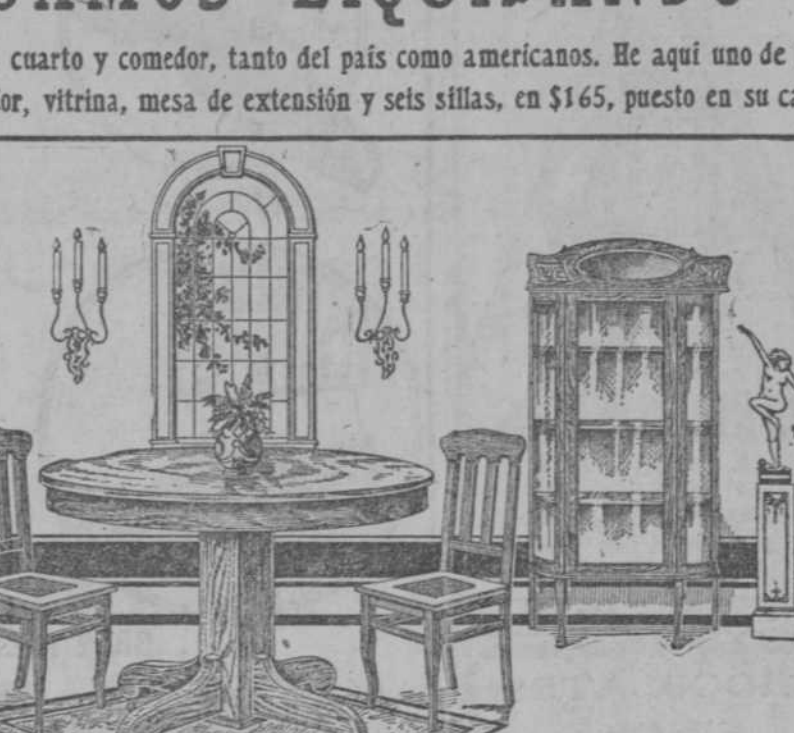 LIQUIDANDO
cuarto y comedor, tanto del país como americanos. He aquí uno de
vitrina, mesa de extensión y seis sillas, en $165, puesto en su